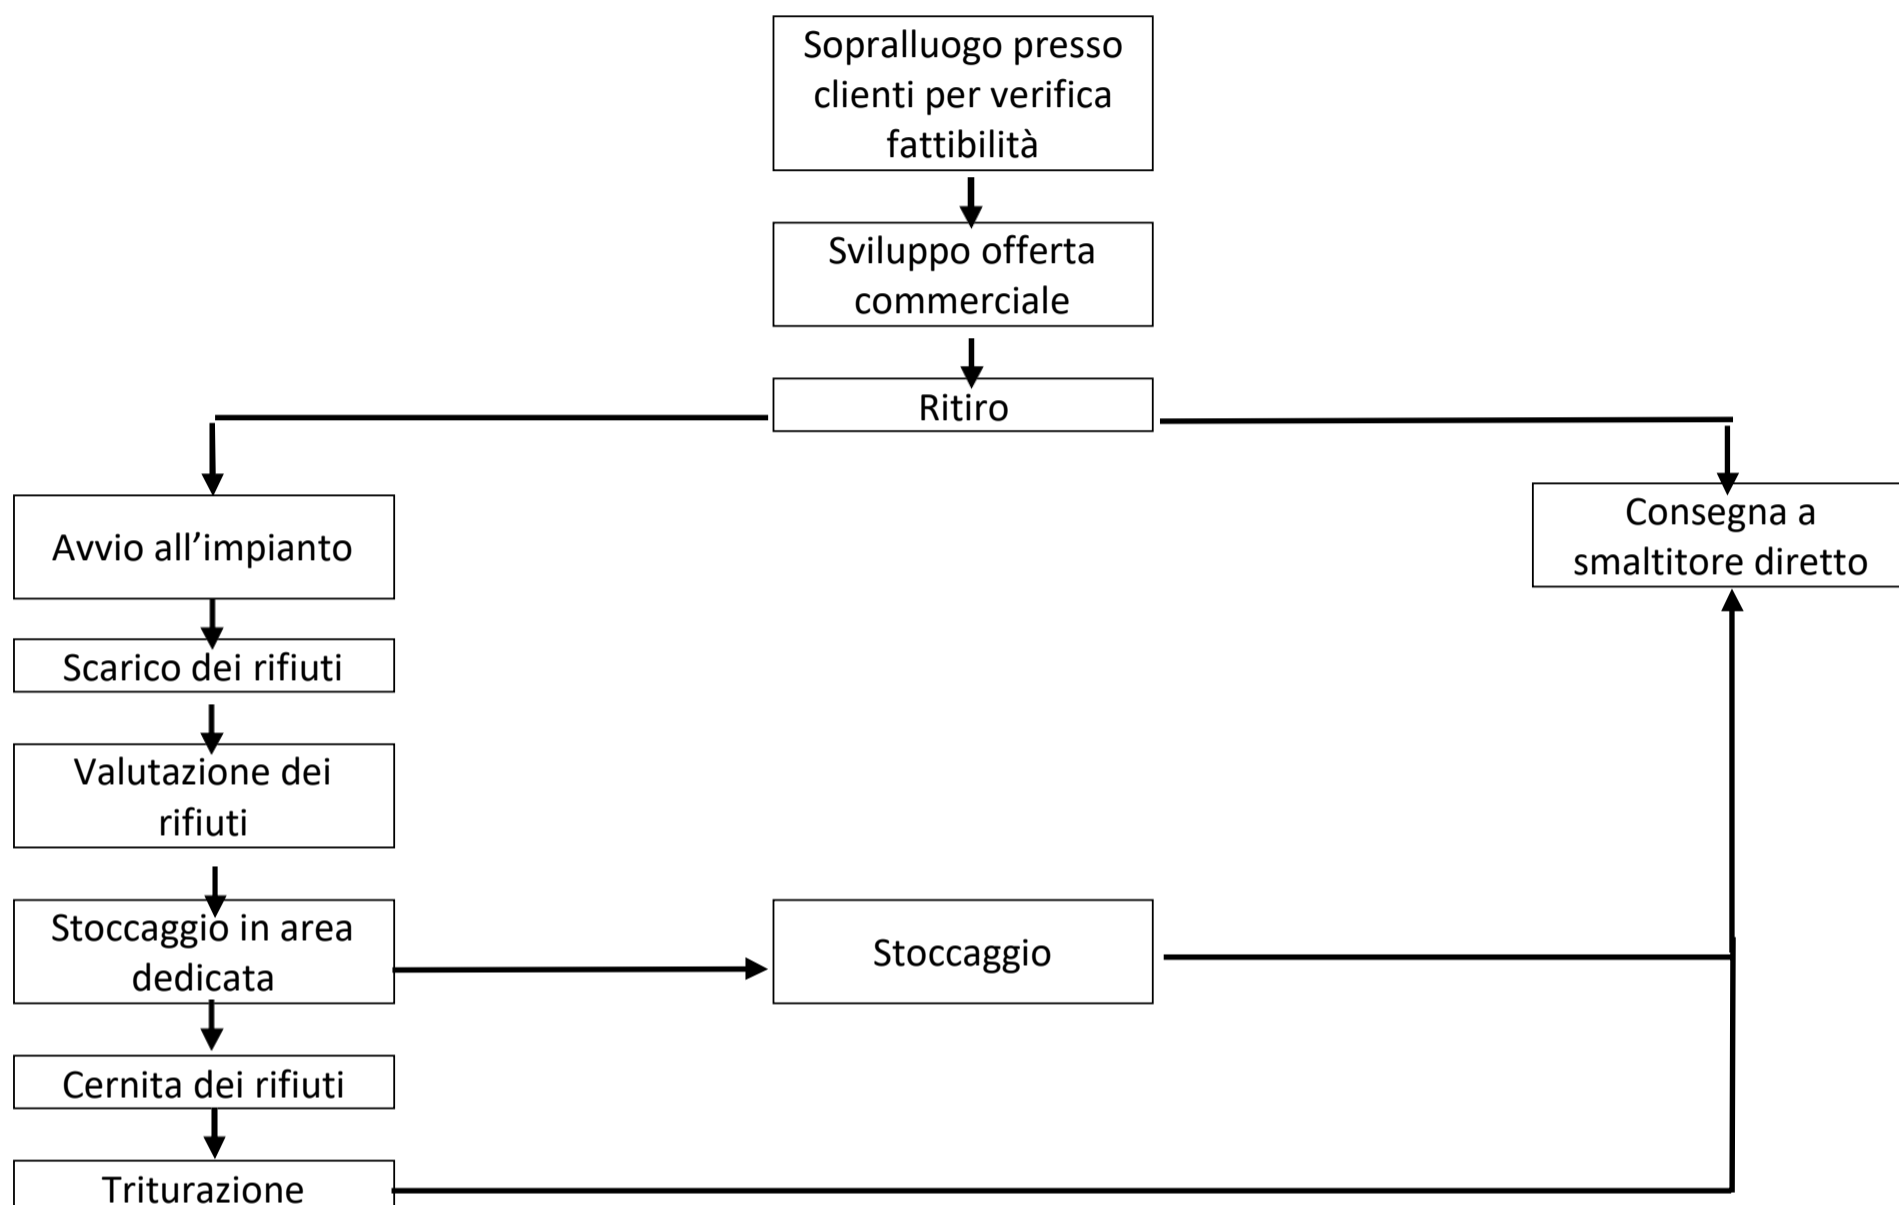 Sopralluogo presso
clienti per verifica
fattibilità
Sviluppo offerta
commerciale
Ritiro
Avvio all’impianto
Consegna a
smaltitore diretto
Scarico dei rifiuti
Valutazione dei
rifiuti
Stoccaggio in area
dedicata
Stoccaggio
Cernita dei rifiuti
Triturazione